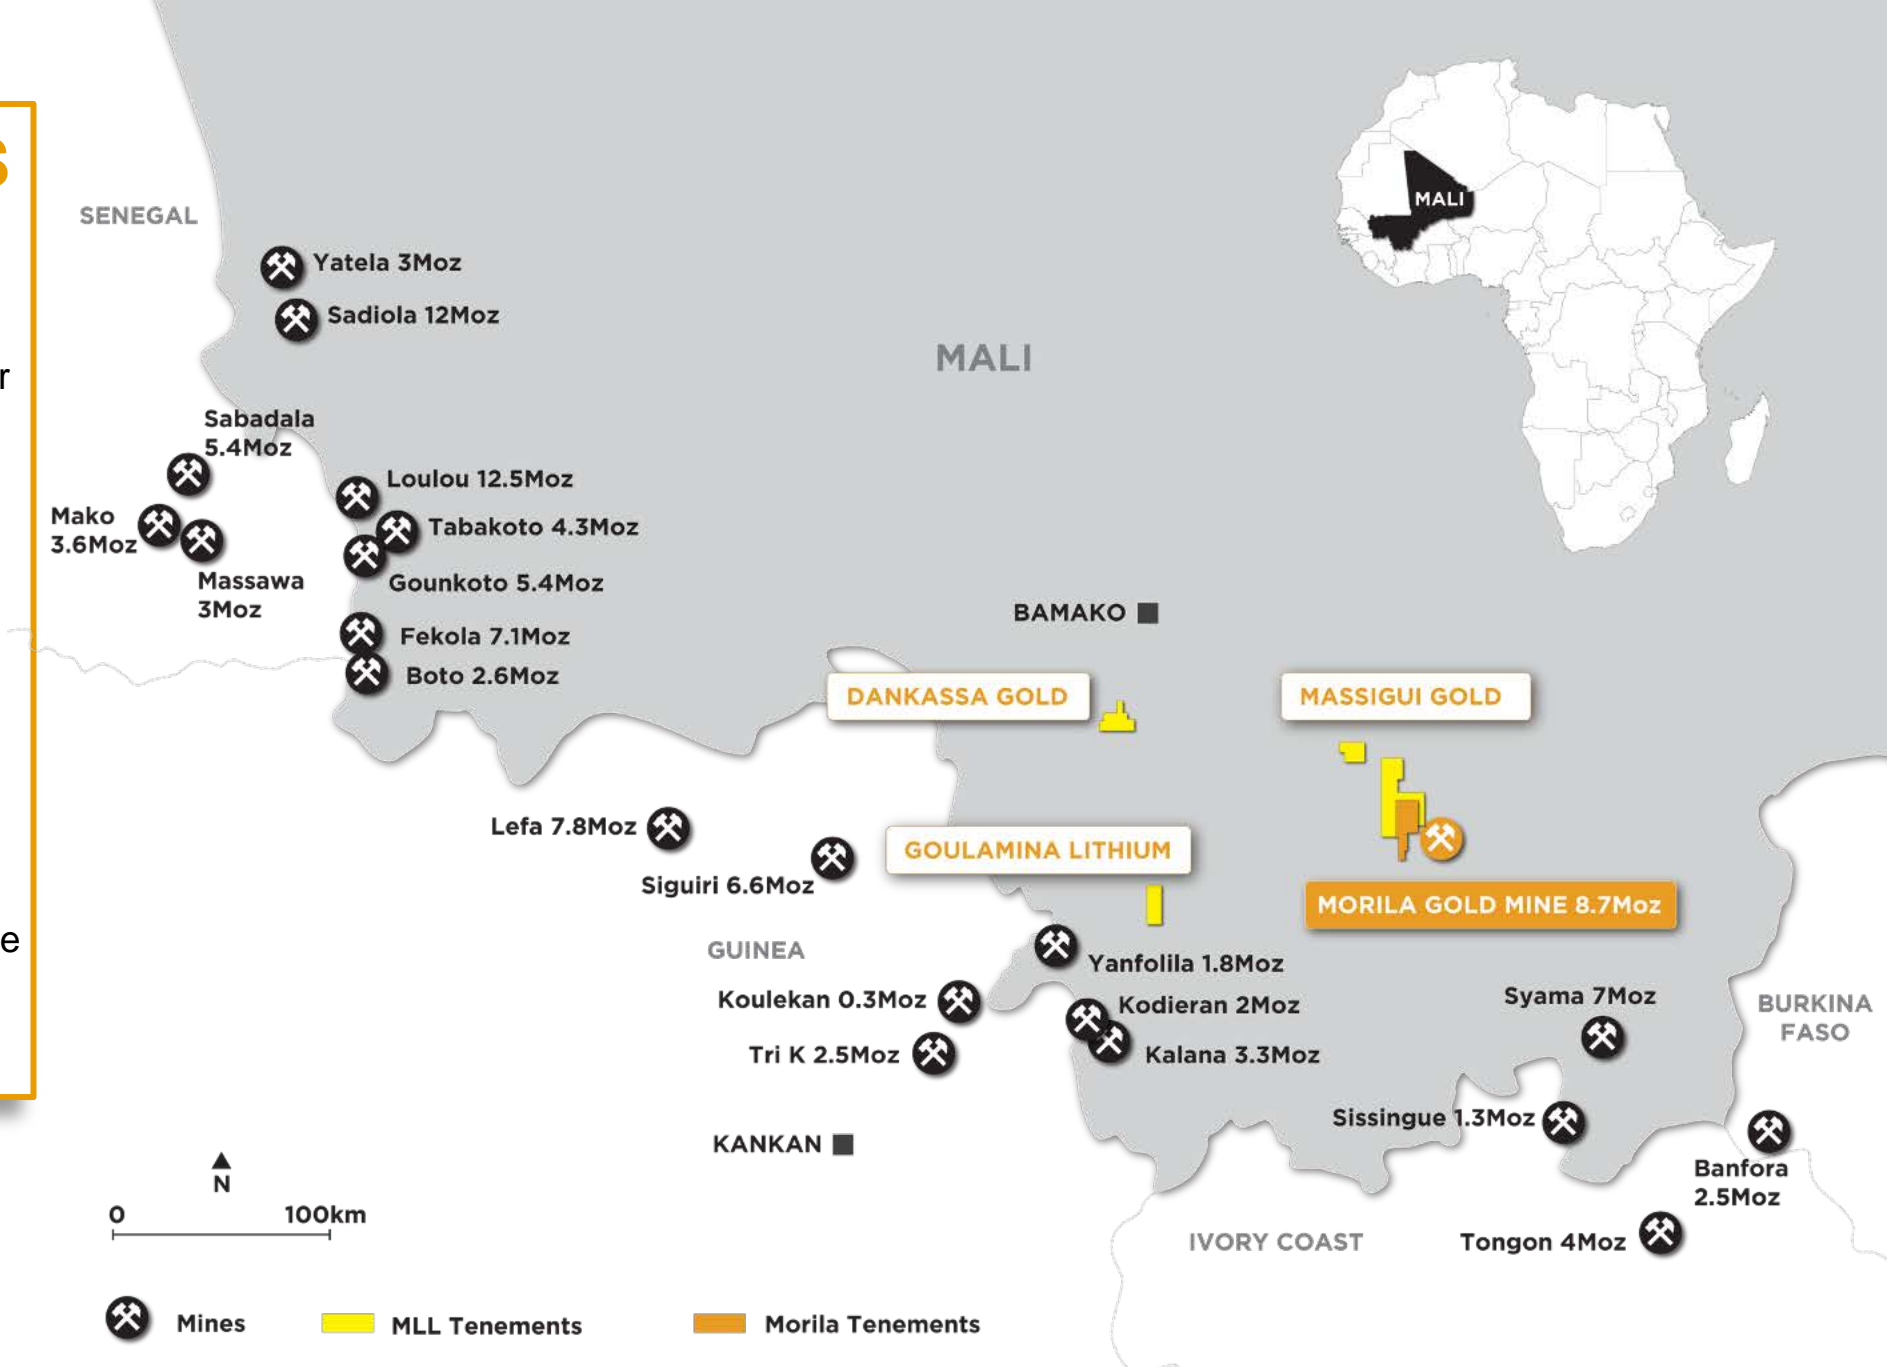 S
r
e
SENEGAL
Yatela 3Moz
Sadiola 12Moz
MALI
MALI
Sabadala
5.4Moz
Loulou 12.5Moz
Mako
3.6Moz
Tabakoto 4.3Moz
Massawa
3Moz
Gounkoto 5.4Moz
Fekola 7.1Moz
Boto 2.6Moz
BAMAKO
DANKASSA GOLD
MASSIGUI GOLD
Lefa 7.8Moz
Siguiri 6.6Moz
GOULAMINA LITHIUM
MORILA GOLD MINE 8.7Moz
GUINEA
Yanfolila 1.8Moz
Koulekan 0.3Moz
Kodieran 2Moz
Syama 7Moz
BURKINA
FASO
Tri K 2.5Moz
Kalana 3.3Moz
Sissingue 1.3Moz
KANKAN
Banfora
2.5Moz
N
0 100km
IVORY COAST
Tongon 4Moz
Mines
MLL Tenements
Morila Tenements